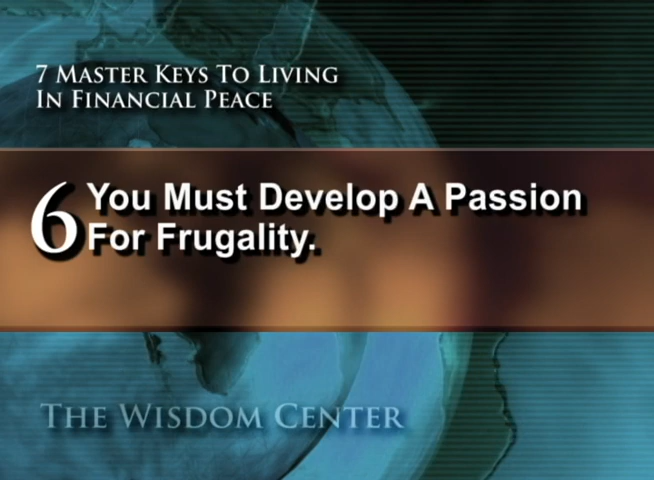 7 Master Keys To Living
In Financial Peace
6 You Must Develop A Passion
For Frugality.
The Wisdom Center